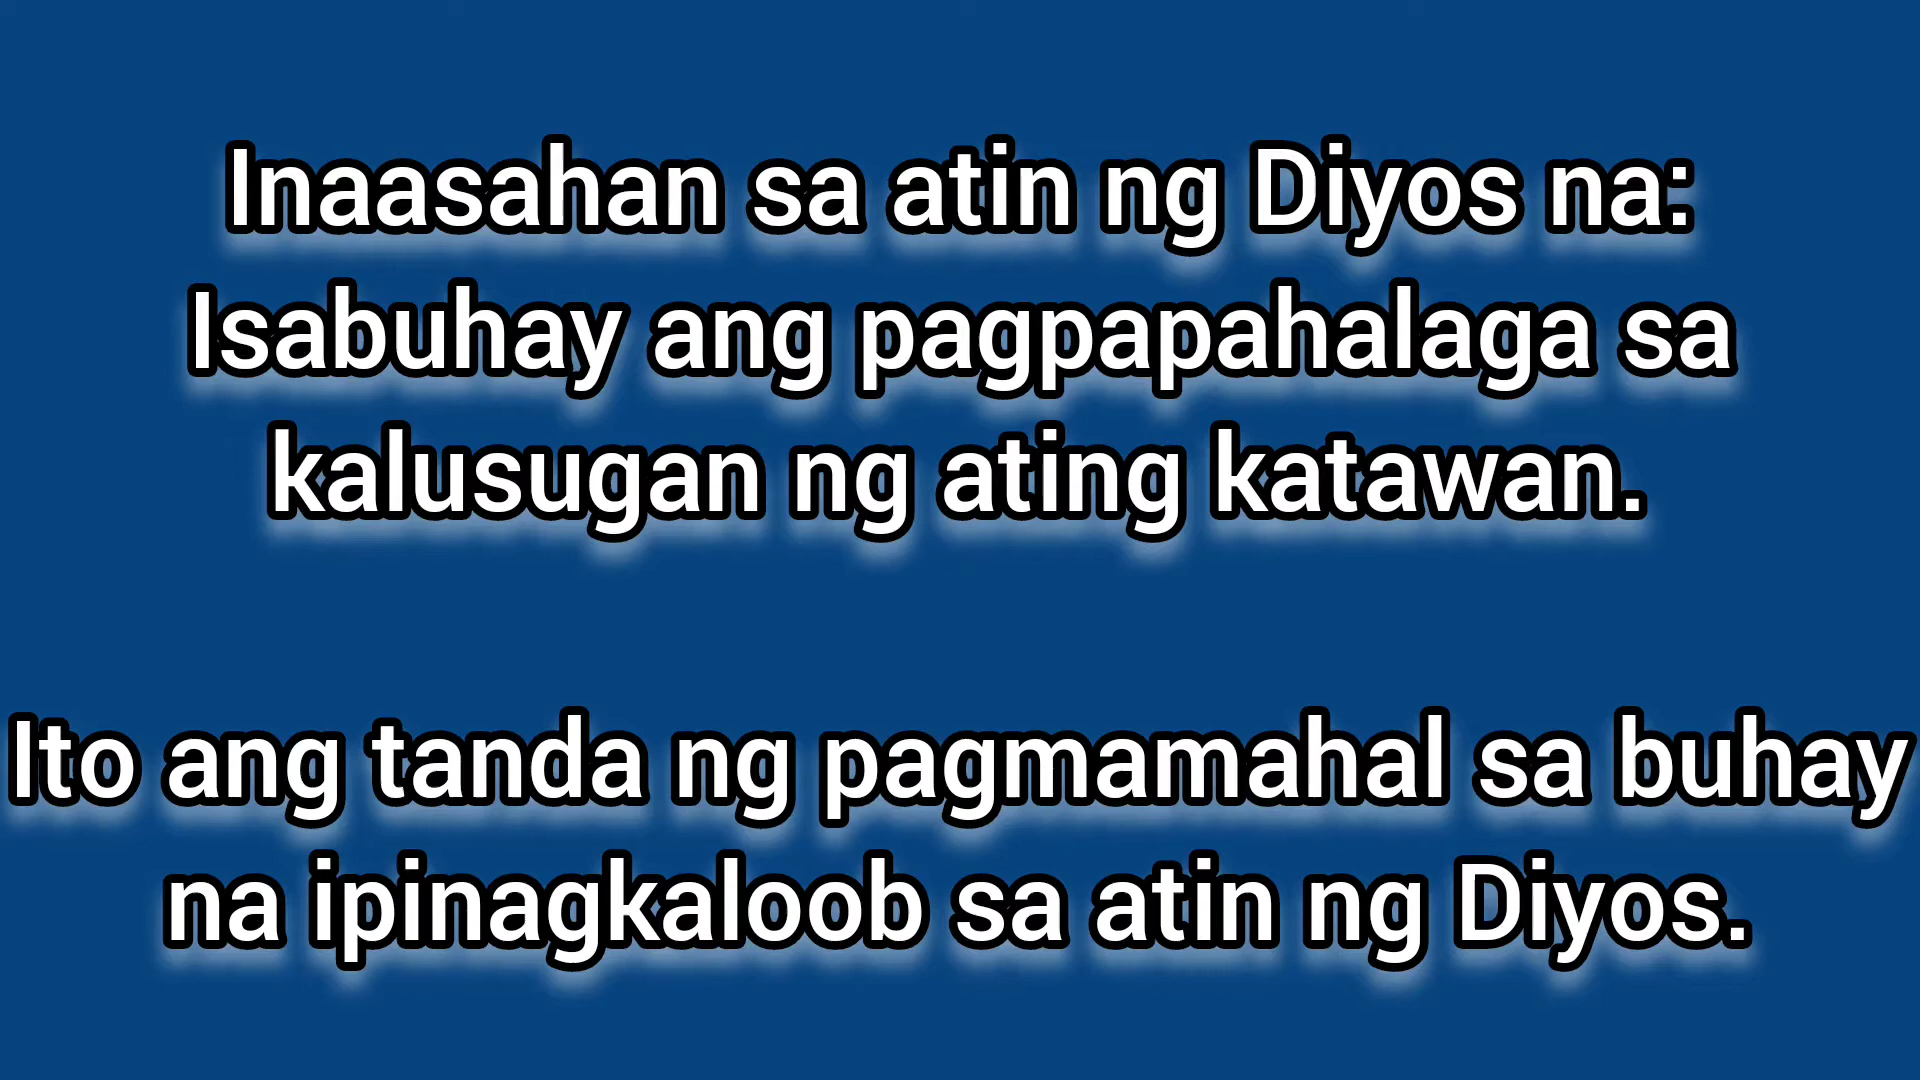 Inaasahan sa atin ng Diyos na:
Isabuhay ang pagpapahalaga sa
kalusugan ng ating katawan.
Ito ang tanda ng pagmamahal sa buhay
na ipinagkaloob sa atin ng Diyos.